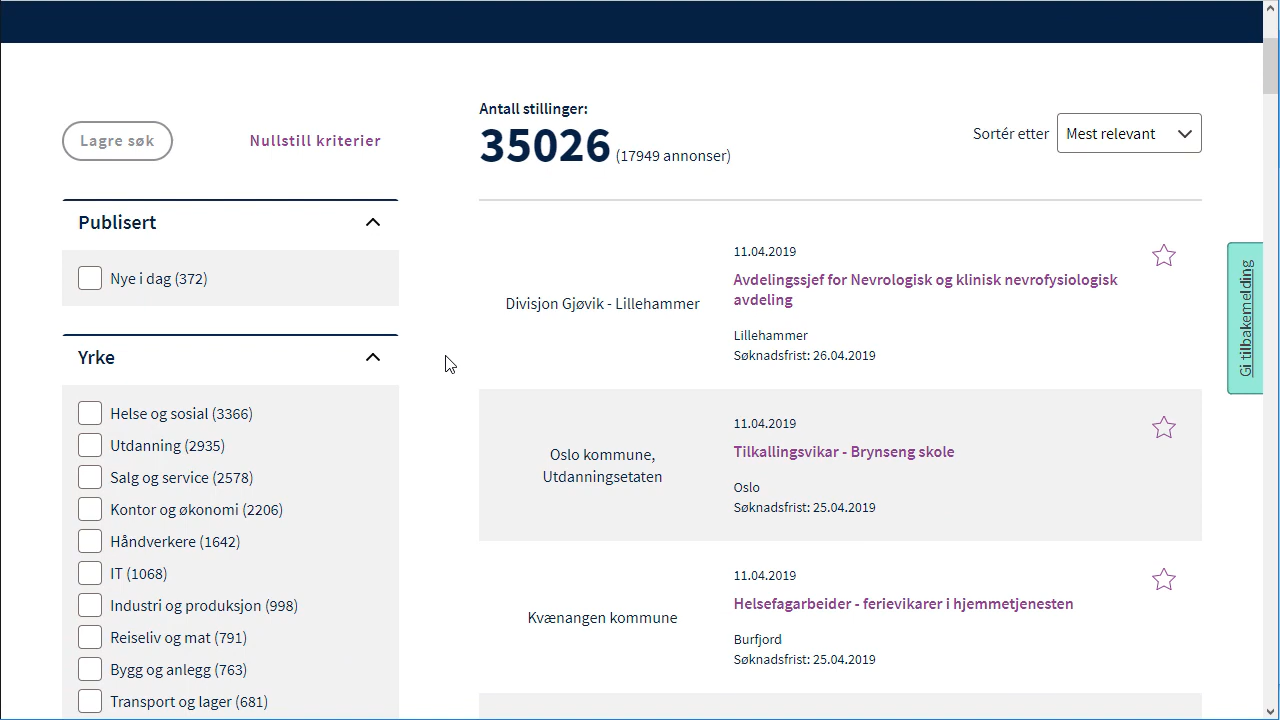 Lagre søk
Nullstill kriterier
Publisert
Nye i dag (372)
Yrke
Helse og sosial (3366)
Utdanning (2935)
Salg og service (2578)
Kontor og økonomi (2206)
Håndverkere (1642)
IT (1068)
Industri og produksjon (998)
Reiseliv og mat (791)
Bygg og anlegg (763)
Transport og lager (681)
Antall stillinger:
35026 (17949 annonser)
Sortér etter
Mest relevant
Divisjon Gjøvik - Lillehammer
11.04.2019
Avdelingssjef for Nevrologisk og klinisk nevrofysiologisk
avdeling
Lillehammer
Søknadsfrist: 26.04.2019
Oslo kommune,
Utdanningsetaten
11.04.2019
Tilkallingsvikar - Brynseng skole
Oslo
Søknadsfrist: 25.04.2019
Kvænangen kommune
11.04.2019
Helsefagarbeider - ferievikarer i hjemmetjenesten
Burfjord
Søknadsfrist: 25.04.2019
Gi tilbakemelding